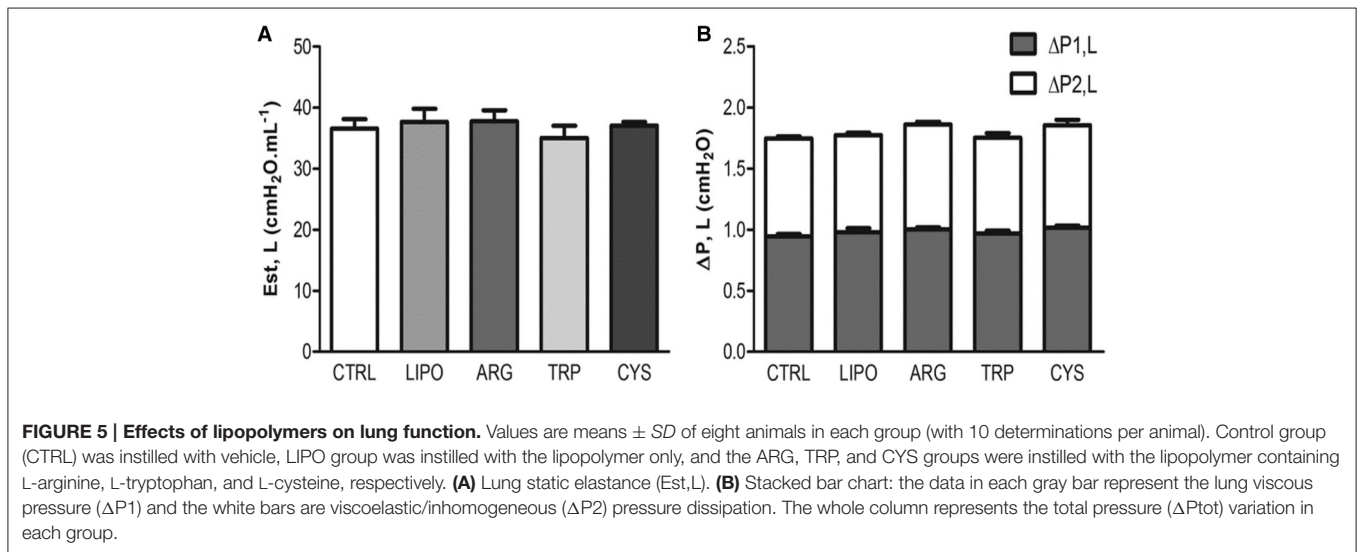 A
50
40
30
20
10
0
Est, L (cmH₂O.mL⁻¹)
CTRL LIPO ARG TRP CYS
B
2.5
2.0
1.5
1.0
0.5
0.0
ΔP, L (cmH₂O)
ΔP1,L
ΔP2,L
CTRL LIPO ARG TRP CYS
FIGURE 5 | Effects of lipopolymers on lung function. Values are means ± SD of eight animals in each group (with 10 determinations per animal). Control group
(CTRL) was instilled with vehicle, LIPO group was instilled with the lipopolymer only, and the ARG, TRP, and CYS groups were instilled with the lipopolymer containing
L-arginine, L-tryptophan, and L-cysteine, respectively. (A) Lung static elastance (Est,L). (B) Stacked bar chart: the data in each gray bar represent the lung viscous
pressure (ΔP1) and the white bars are viscoelastic/inhomogeneous (ΔP2) pressure dissipation. The whole column represents the total pressure (ΔPtot) variation in
each group.